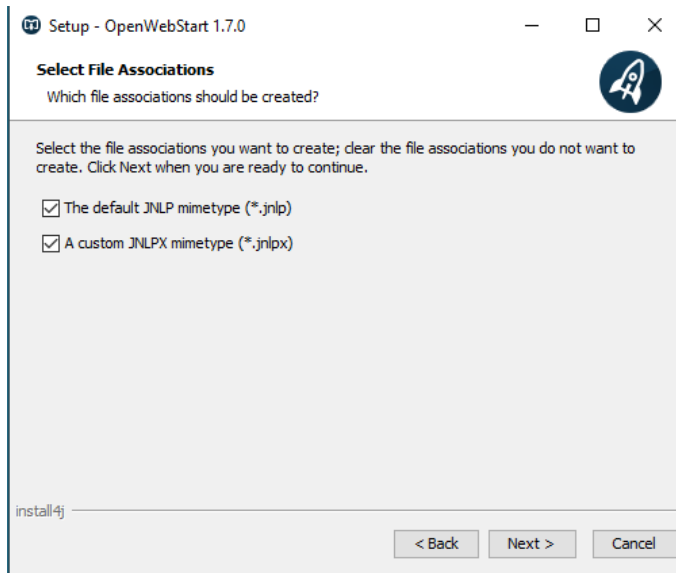 Setup - OpenWebStart 1.7.0
Select File Associations
Which file associations should be created?
Select the file associations you want to create; clear the file associations you do not want to
create. Click Next when you are ready to continue.
The default JNLP mimetype (*.jnlp)
A custom JNLPX mimetype (*.jnlpx)
install4j
< Back
Next >
Cancel